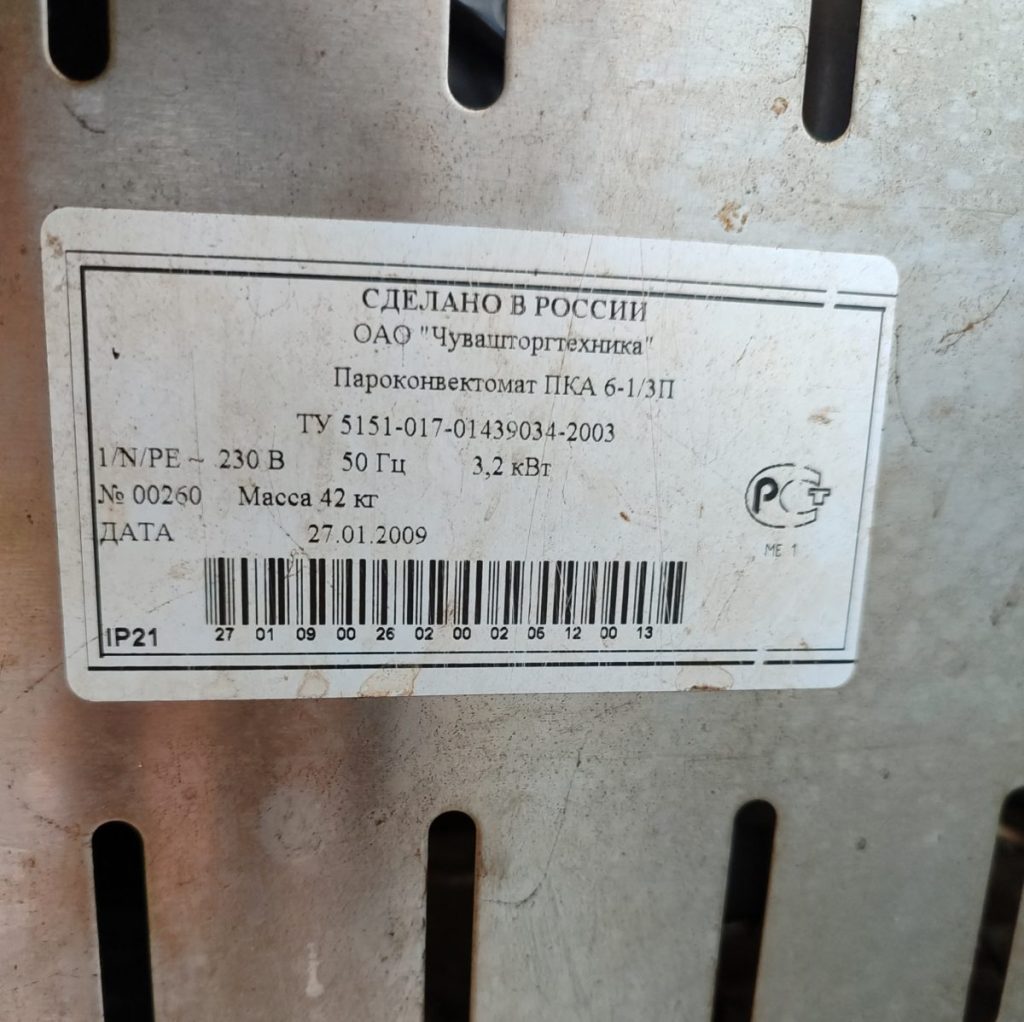 СДЕЛАНО В РОССИИ
ОАО "Чувашторгтехника"
Пароконвектомат ПКА 6-1/3П
ТУ 5151-017-01439034-2003
1/N/PE ~ 230 В 50 Гц 3,2 кВт
№ 00260 Масса 42 кг
ДАТА 27.01.2009
РСТ
МЕ 1
IP21 27 01 09 00 26 02 00 02 06 12 00 13